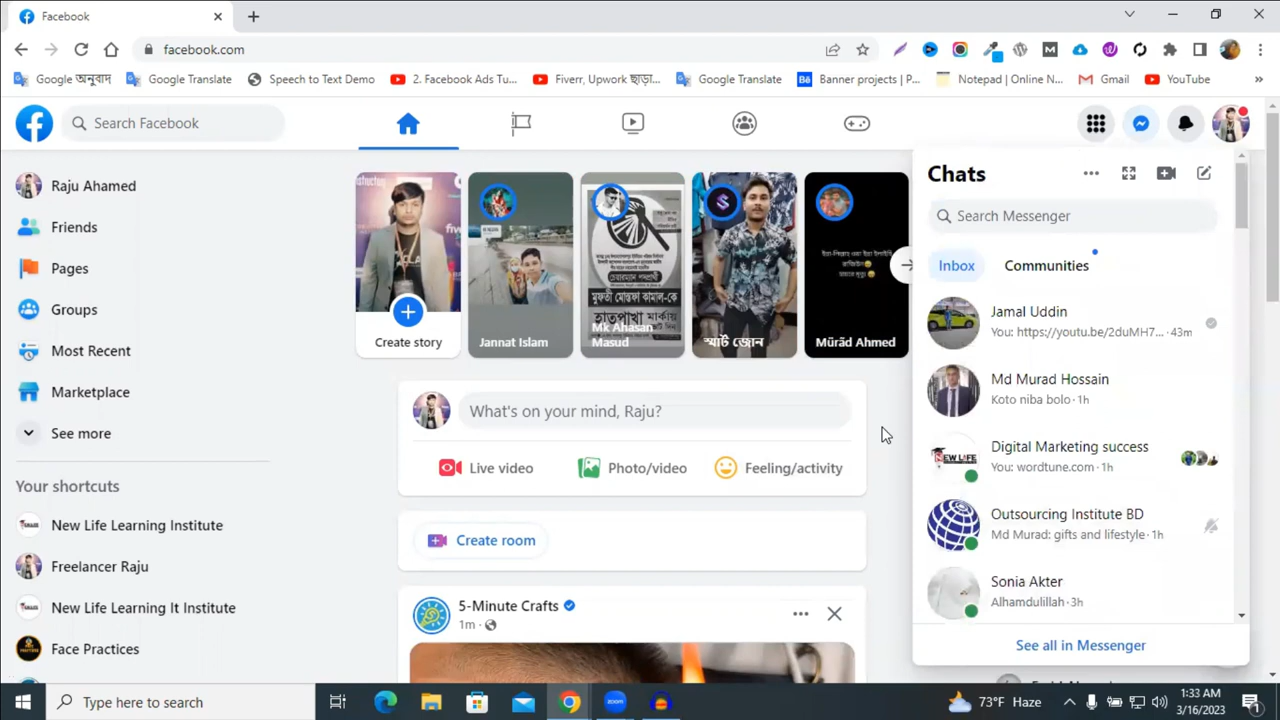 Facebook
facebook.com
Google অনুবাদ
Google Translate
Speech to Text Demo
2. Facebook Ads Tu...
Fiverr, Upwork ছাড়া...
Google Translate
Banner projects | P...
Notepad | Online N...
Gmail
YouTube
Search Facebook
Raju Ahamed
Friends
Pages
Groups
Most Recent
Marketplace
See more
Your shortcuts
New Life Learning Institute
Freelancer Raju
New Life Learning It Institute
Face Practices
Create story
Jannat Islam
মুফতী মোস্তফা কামাল-কে
হাতপাখা মার্কায়
Mk Ahasan
Masud
স্মার্ট জোন
Mūrād Ahmed
What's on your mind, Raju?
Live video
Photo/video
Feeling/activity
Create room
5-Minute Crafts
1m ·
Chats
Search Messenger
Inbox
Communities
Jamal Uddin
You: https://youtu.be/2duMH7... · 43m
Md Murad Hossain
Koto niba bolo · 1h
Digital Marketing success
You: wordtune.com · 1h
NEW LIFE
Outsourcing Institute BD
Md Murad: gifts and lifestyle · 1h
Sonia Akter
Alhamdulillah · 3h
See all in Messenger
Type here to search
zoom
73°F Haze
1:33 AM
3/16/2023
1